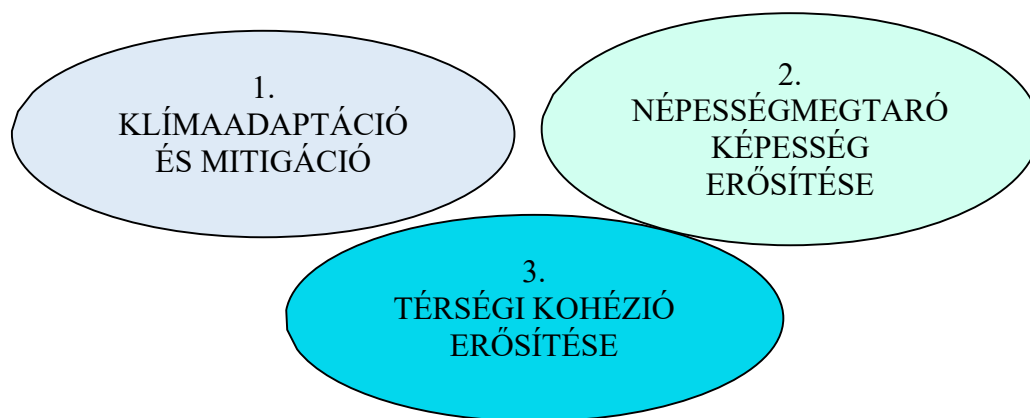 1.
KLÍMAADAPTÁCIÓ
ÉS MITIGÁCIÓ
2.
NÉPESSÉGMEGTARÓ
KÉPESSÉG
ERŐSÍTÉSE
3.
TÉRSÉGI KOHÉZIÓ
ERŐSÍTÉSE